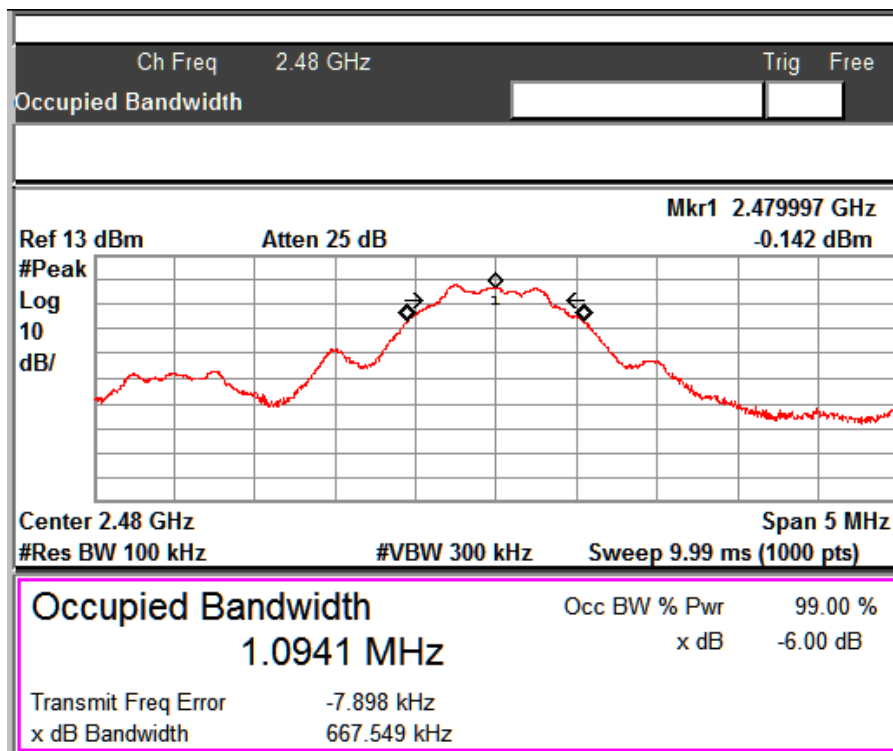 Ch Freq 2.48 GHz Trig Free
Occupied Bandwidth
Mkr1 2.479997 GHz
Ref 13 dBm Atten 25 dB -0.142 dBm
#Peak
Log
10
dB/
1
Center 2.48 GHz Span 5 MHz
#Res BW 100 kHz #VBW 300 kHz Sweep 9.99 ms (1000 pts)
Occupied Bandwidth Occ BW % Pwr 99.00 %
1.0941 MHz x dB -6.00 dB
Transmit Freq Error -7.898 kHz
x dB Bandwidth 667.549 kHz